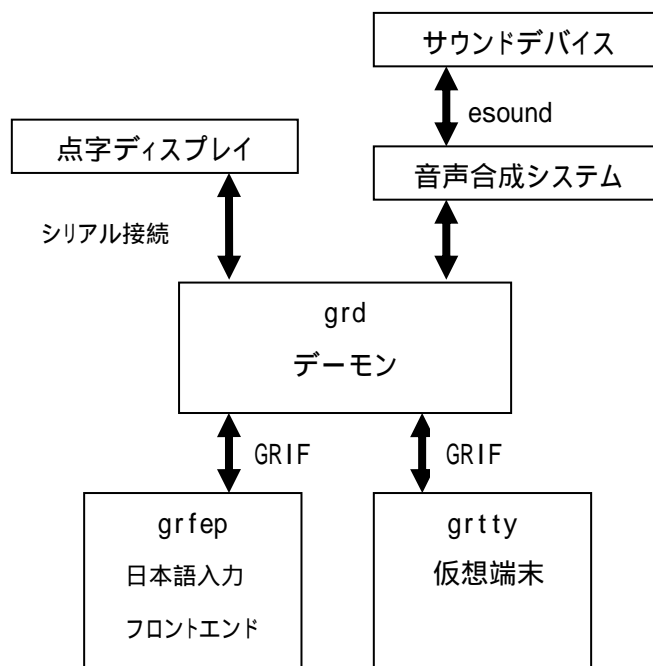 サウンドデバイス
esound
点字ディスプレイ
音声合成システム
シリアル接続
grd
デーモン
GRIF
GRIF
grfep
日本語入力
フロントエンド
grtty
仮想端末